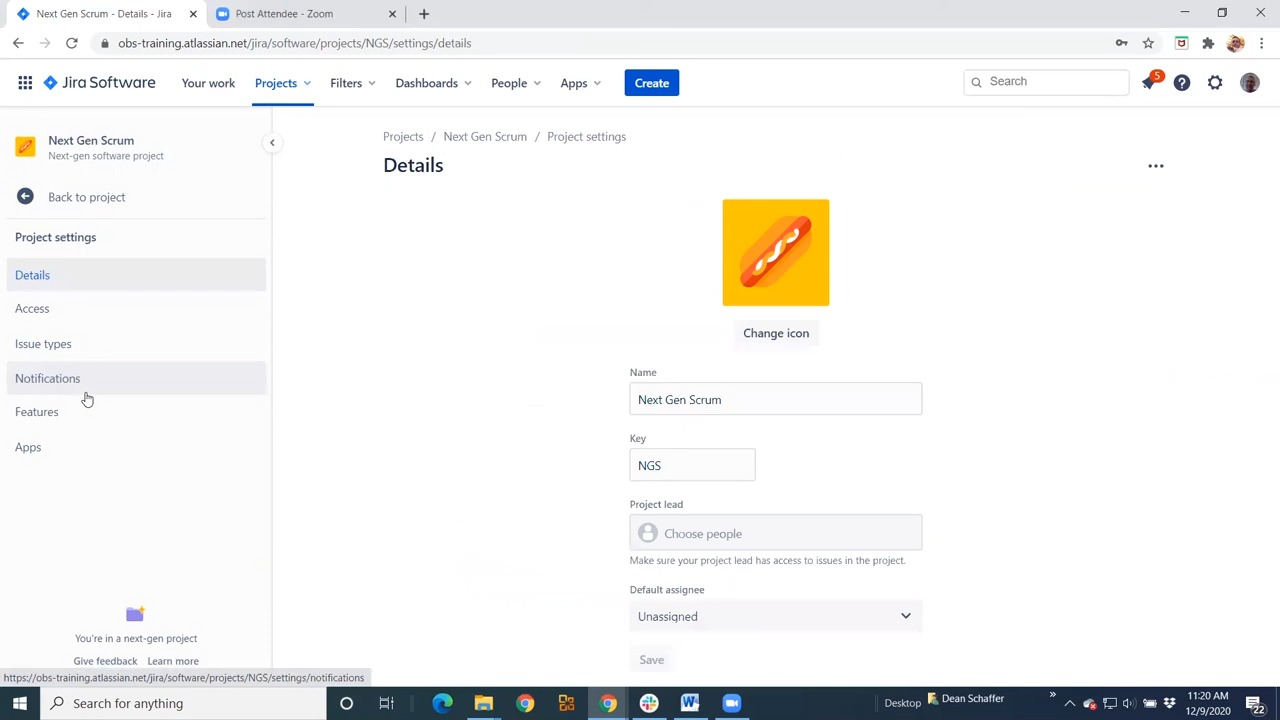 Next Gen Scrum - Details - Jira
Post Attendee - Zoom
obs-training.atlassian.net/jira/software/projects/NGS/settings/details
Jira Software
Your work
Projects
Filters
Dashboards
People
Apps
Create
Search
5
Next Gen Scrum
Next-gen software project
Back to project
Project settings
Details
Access
Issue types
Notifications
Features
Apps
You're in a next-gen project
Give feedback
Learn more
Projects / Next Gen Scrum / Project settings
Details
Change icon
Name
Next Gen Scrum
Key
NGS
Project lead
Choose people
Make sure your project lead has access to issues in the project.
Default assignee
Unassigned
Save
https://obs-training.atlassian.net/jira/software/projects/NGS/settings/notifications
Search for anything
Desktop
Dean Schaffer
11:20 AM
12/9/2020
22